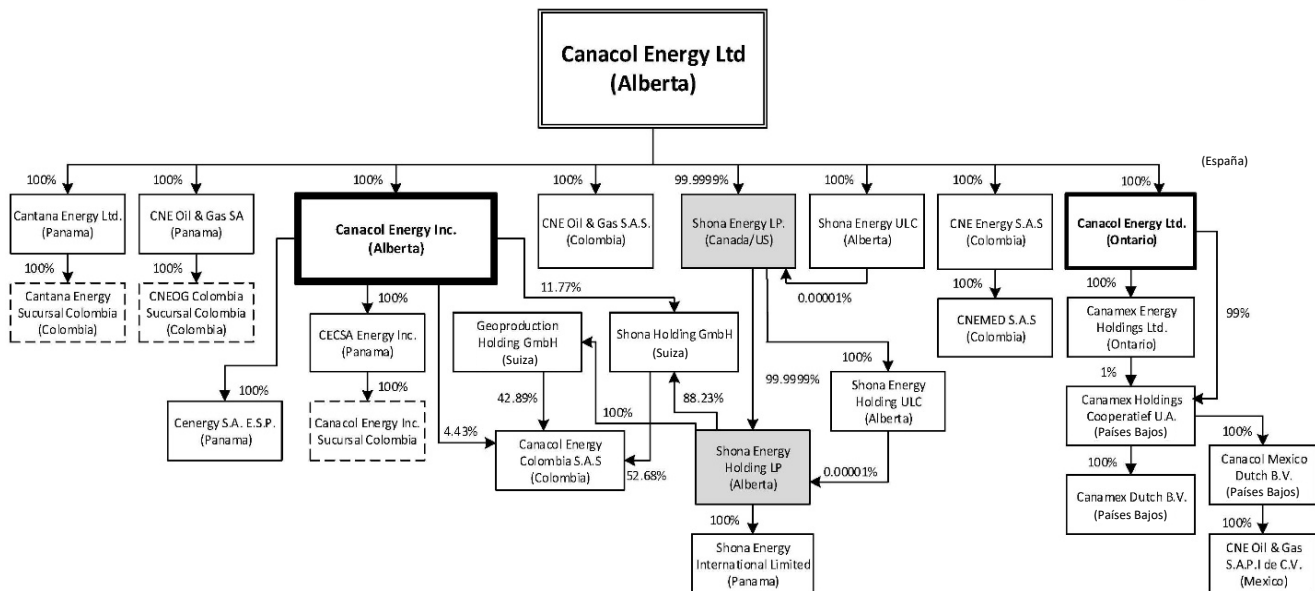 Canacol Energy Ltd
(Alberta)
(España)
100%
100%
100%
100%
99.9999%
100%
100%
100%
Cantana Energy Ltd.
(Panama)
CNE Oil & Gas SA
(Panama)
Canacol Energy Inc.
(Alberta)
CNE Oil & Gas S.A.S.
(Colombia)
Shona Energy LP.
(Canada/US)
Shona Energy ULC
(Alberta)
CNE Energy S.A.S
(Colombia)
Canacol Energy Ltd.
(Ontario)
100%
100%
11.77%
0.00001%
100%
100%
99%
Cantana Energy
Sucursal Colombia
(Colombia)
CNEOG Colombia
Sucursal Colombia
(Colombia)
100%
CECSA Energy Inc.
(Panama)
Geoproduction
Holding GmbH
(Suiza)
Shona Holding GmbH
(Suiza)
CNEMED S.A.S
(Colombia)
Canamex Energy
Holdings Ltd.
(Ontario)
100%
99.9999%
Shona Energy
Holding ULC
(Alberta)
1%
100%
100%
42.89%
100%
88.23%
Cenergy S.A. E.S.P.
(Panama)
Canacol Energy Inc.
Sucursal Colombia
4.43%
Canacol Energy
Colombia S.A.S
(Colombia)
52.68%
Shona Energy
Holding LP
(Alberta)
0.00001%
Canamex Holdings
Cooperatief U.A.
(Países Bajos)
100%
100%
Canamex Dutch B.V.
(Países Bajos)
Canacol Mexico
Dutch B.V.
(Países Bajos)
100%
Shona Energy
International Limited
(Panama)
100%
CNE Oil & Gas
S.A.P.I de C.V.
(Mexico)